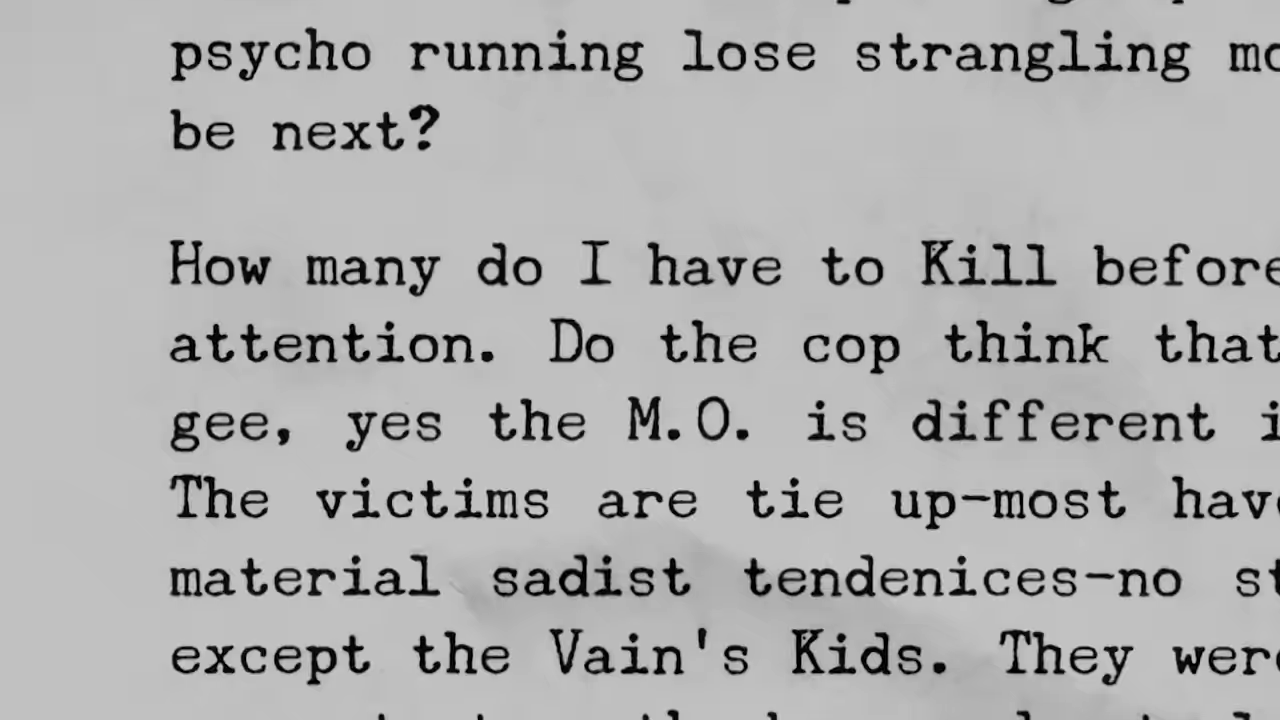 psycho running lose strangling
be next?
How many do I have to Kill before
attention. Do the cop think that
gee, yes the M.O. is different
The victims are tie up-most
material sadist tendenices-no
except the Vain's Kids. They